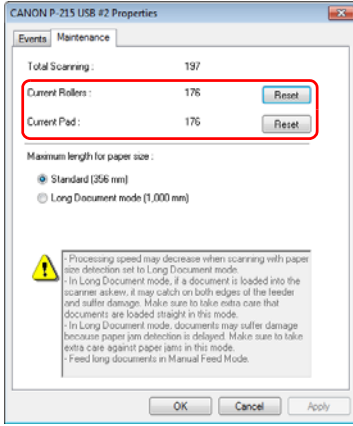 CANON P-215 USB #2 Properties
Events Maintenance
Total Scanning : 197
Current Rollers : 176 Reset
Current Pad : 176 Reset
Maximum length for paper size :
Standard (356 mm)
Long Document mode (1,000 mm)
- Processing speed may decrease when scanning with paper
size detection set to Long Document mode.
- In Long Document mode, if a document is loaded into the
scanner askew, it may catch on both edges of the feeder
and suffer damage. Make sure to take extra care that
documents are loaded straight in this mode.
- In Long Document mode, documents may suffer damage
because paper jam detection is delayed. Make sure to take
extra care against paper jams in this mode.
- Feed long documents in Manual Feed Mode.
OK Cancel Apply